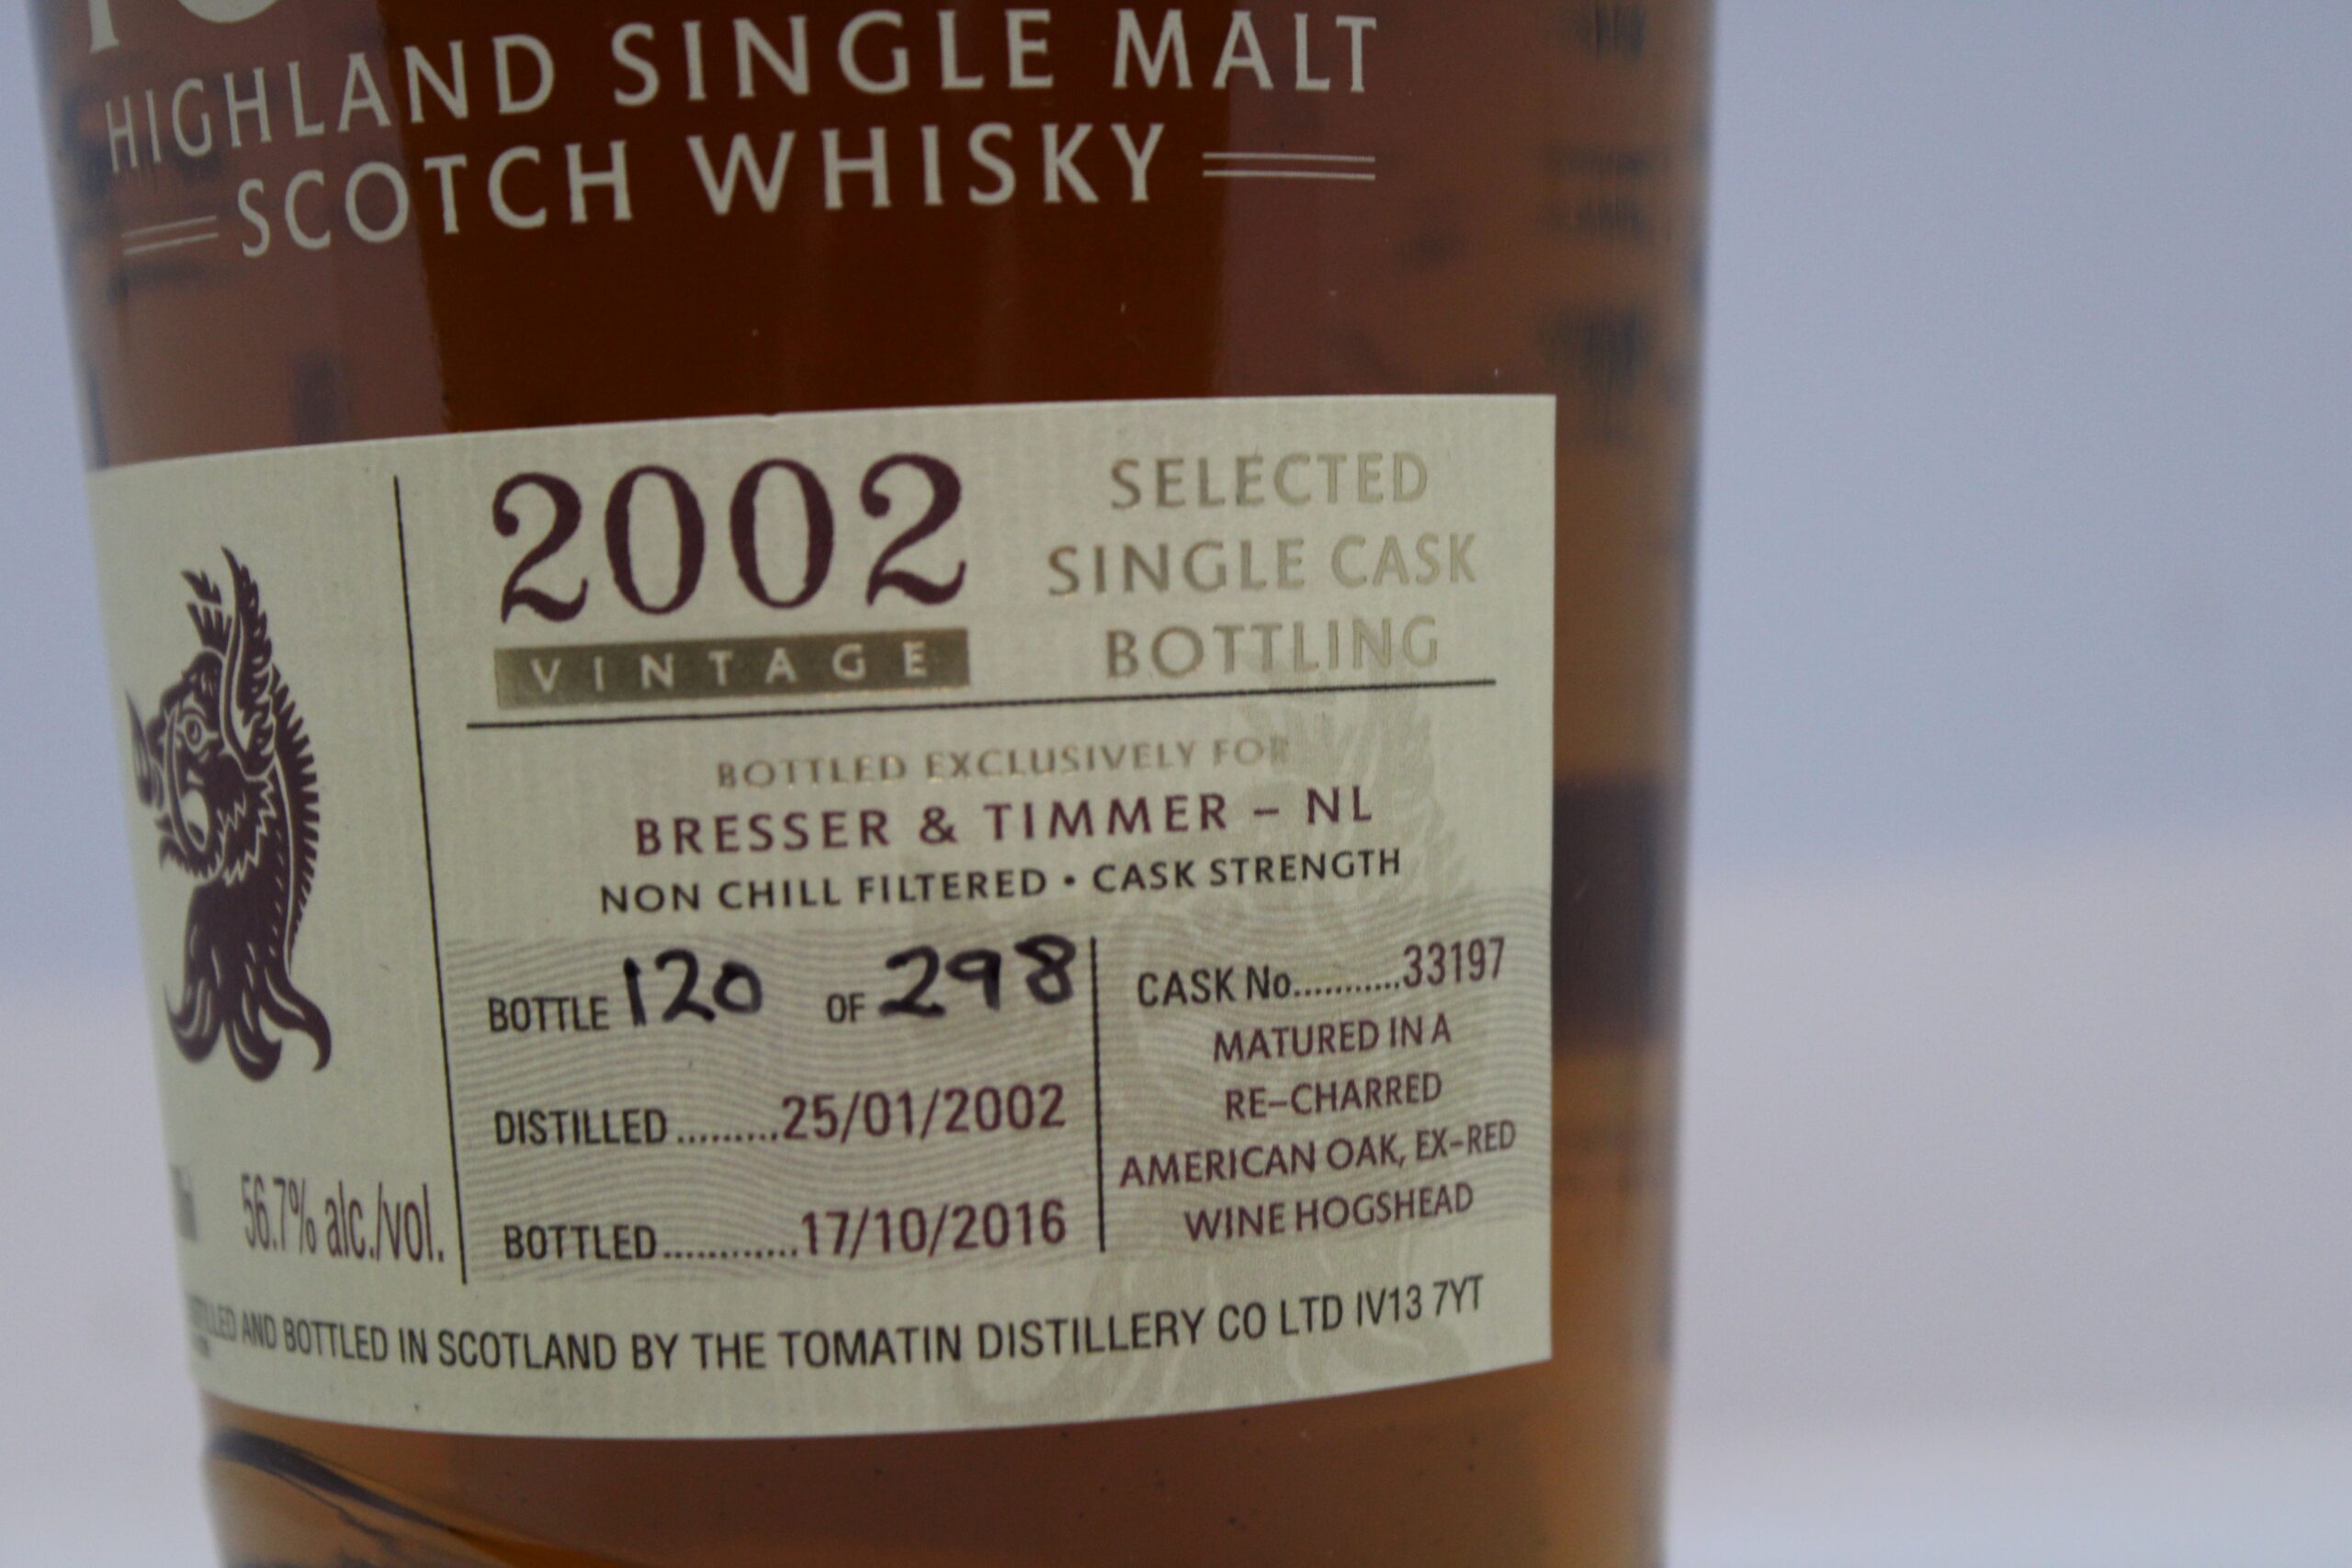 HIGHLAND SINGLE MALT
SCOTCH WHISKY
2002
VINTAGE
SELECTED
SINGLE CASK
BOTTLING
BOTTLED EXCLUSIVELY FOR
BRESSER & TIMMER – NL
NON CHILL FILTERED • CASK STRENGTH
BOTTLE 120 OF 298
DISTILLED.........25/01/2002
BOTTLED............17/10/2016
CASK No...........33197
MATURED IN A
RE–CHARRED
AMERICAN OAK, EX–RED
WINE HOGSHEAD
56.7% alc./vol.
AND BOTTLED IN SCOTLAND BY THE TOMATIN DISTILLERY CO LTD IV13 7YT